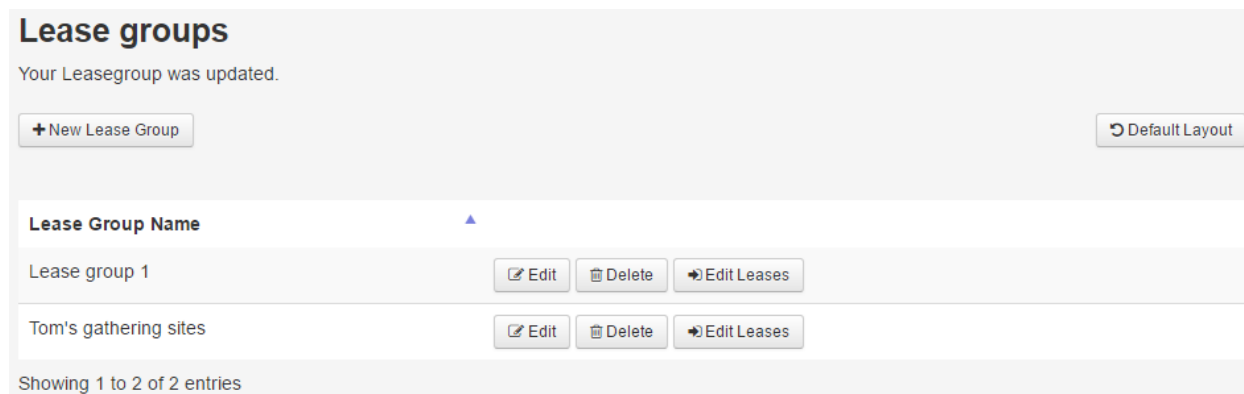 Lease groups
Your Leasegroup was updated.
New Lease Group
Default Layout
Lease Group Name
Lease group 1
Edit Delete Edit Leases
Tom's gathering sites
Edit Delete Edit Leases
Showing 1 to 2 of 2 entries